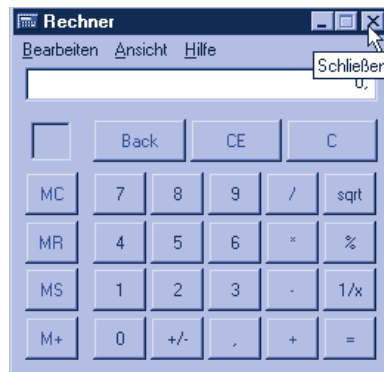 Rechner
Bearbeiten Ansicht Hilfe
Schließen
0,
Back CE C
MC 7 8 9 / sqrt
MR 4 5 6 * %
MS 1 2 3 - 1/x
M+ 0 +/- , + =